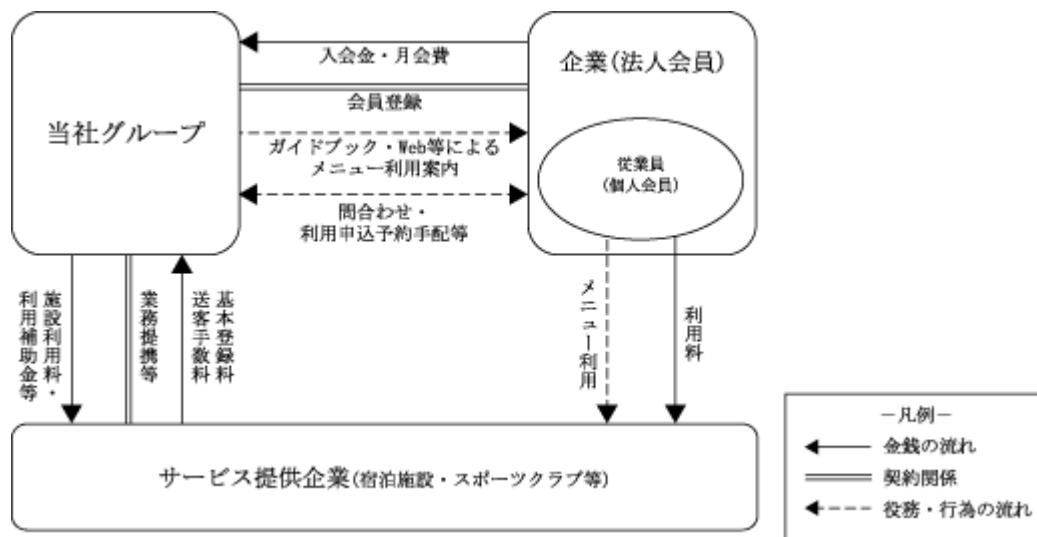 当社グループ
入会金・月会費
会員登録
ガイドブック・Web等による
メニュー利用案内
問合わせ・
利用申込予約手配等
企業(法人会員)
従業員
(個人会員)
施設利用料・
利用補助金等
業務提携等
基本登録料
送客手数料
メニュー利用
利用料
サービス提供企業(宿泊施設・スポーツクラブ等)
－凡例－
金銭の流れ
契約関係
役務・行為の流れ